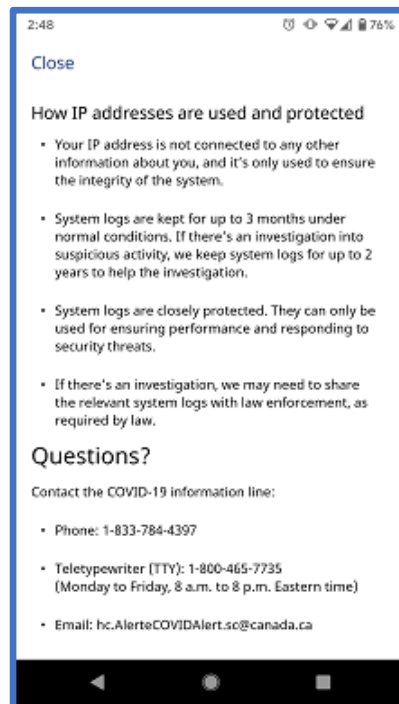 2:48
76%
Close
How IP addresses are used and protected
• Your IP address is not connected to any other
information about you, and it's only used to ensure
the integrity of the system.
• System logs are kept for up to 3 months under
normal conditions. If there's an investigation into
suspicious activity, we keep system logs for up to 2
years to help the investigation.
• System logs are closely protected. They can only be
used for ensuring performance and responding to
security threats.
• If there's an investigation, we may need to share
the relevant system logs with law enforcement, as
required by law.
Questions?
Contact the COVID-19 information line:
• Phone: 1-833-784-4397
• Teletypewriter (TTY): 1-800-465-7735
(Monday to Friday, 8 a.m. to 8 p.m. Eastern time)
• Email: hc.AlerteCOVIDAlert.sc@canada.ca